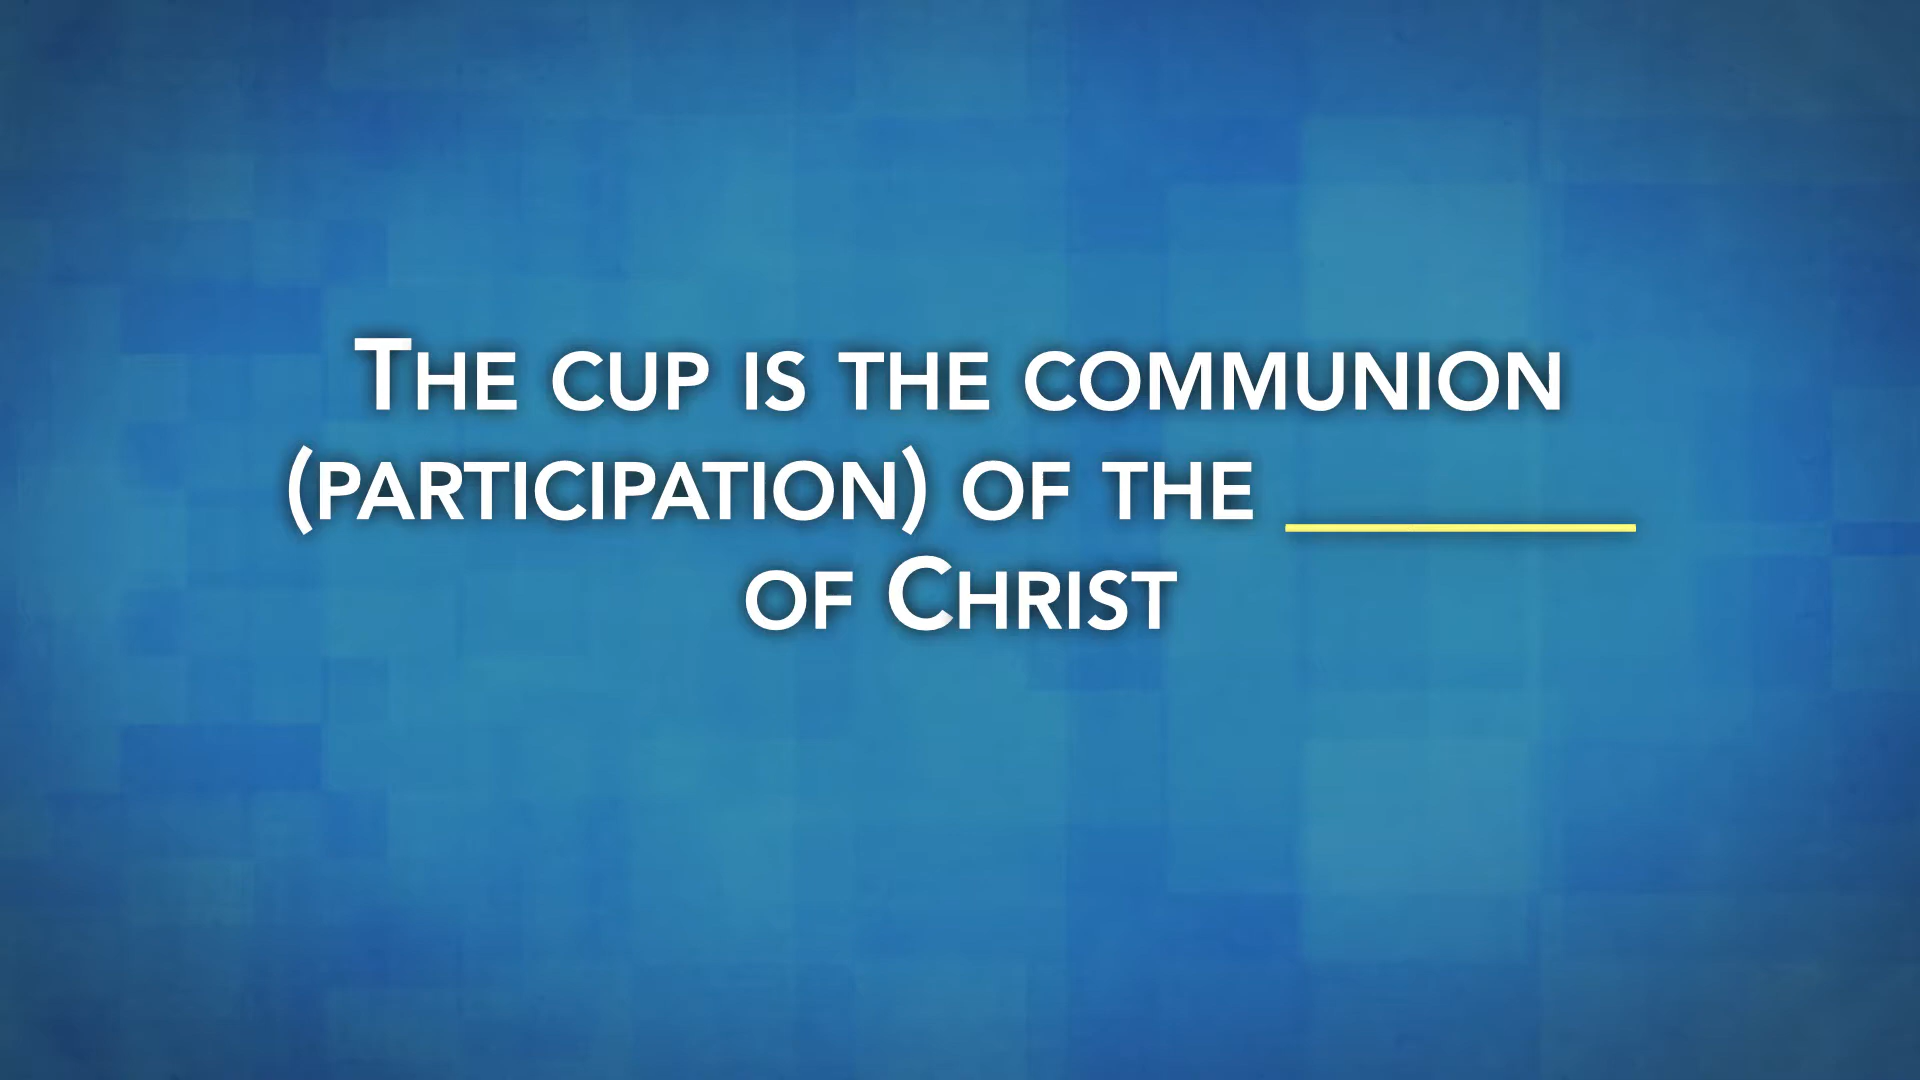 The cup is the communion
(participation) of the ________
of Christ